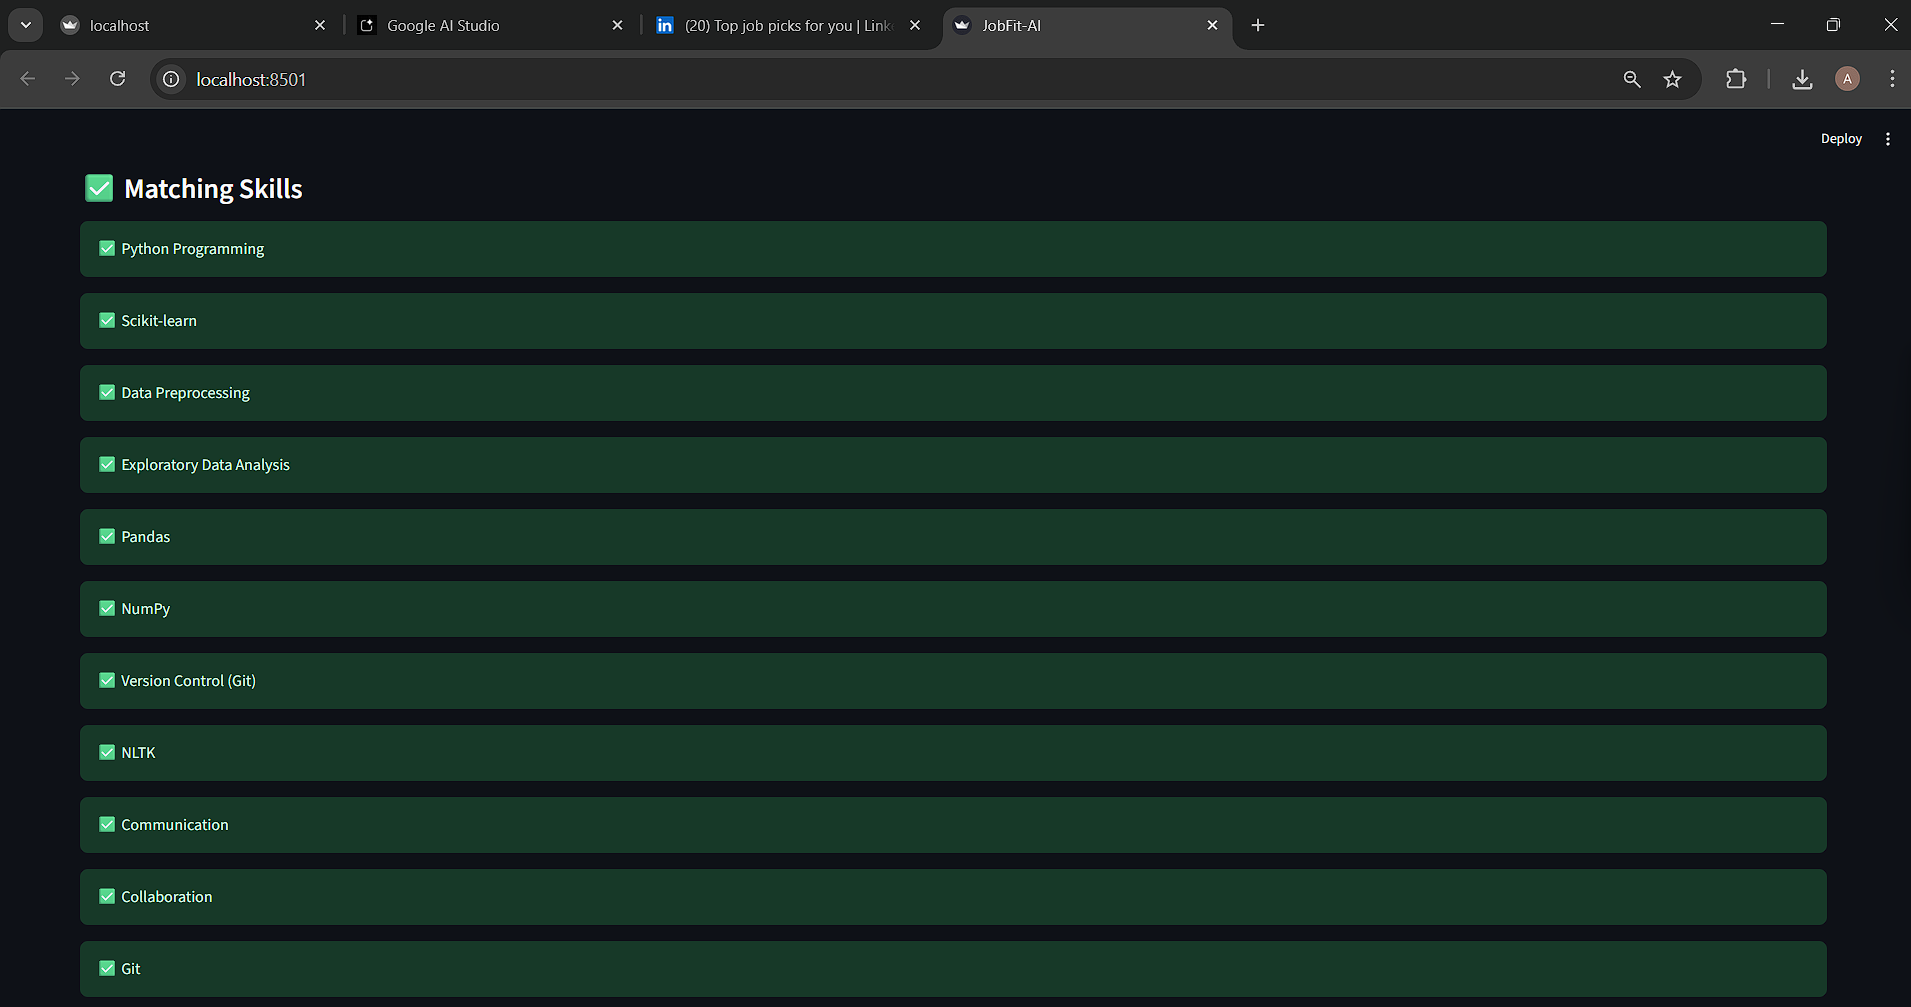 localhost
Google AI Studio
(20) Top job picks for you | Link
JobFit-AI
localhost:8501
A
Deploy
Matching Skills
Python Programming
Scikit-learn
Data Preprocessing
Exploratory Data Analysis
Pandas
NumPy
Version Control (Git)
NLTK
Communication
Collaboration
Git